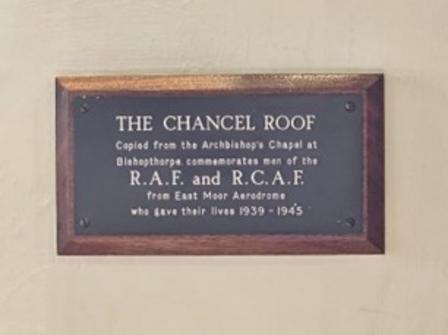 THE CHANCEL ROOF
Copied from the Archbishop's Chapel at
Bishopthorpe, commemorates men of the
R.A.F. and R.C.A.F.
from East Moor Aerodrome
who gave their lives 1939 - 1945